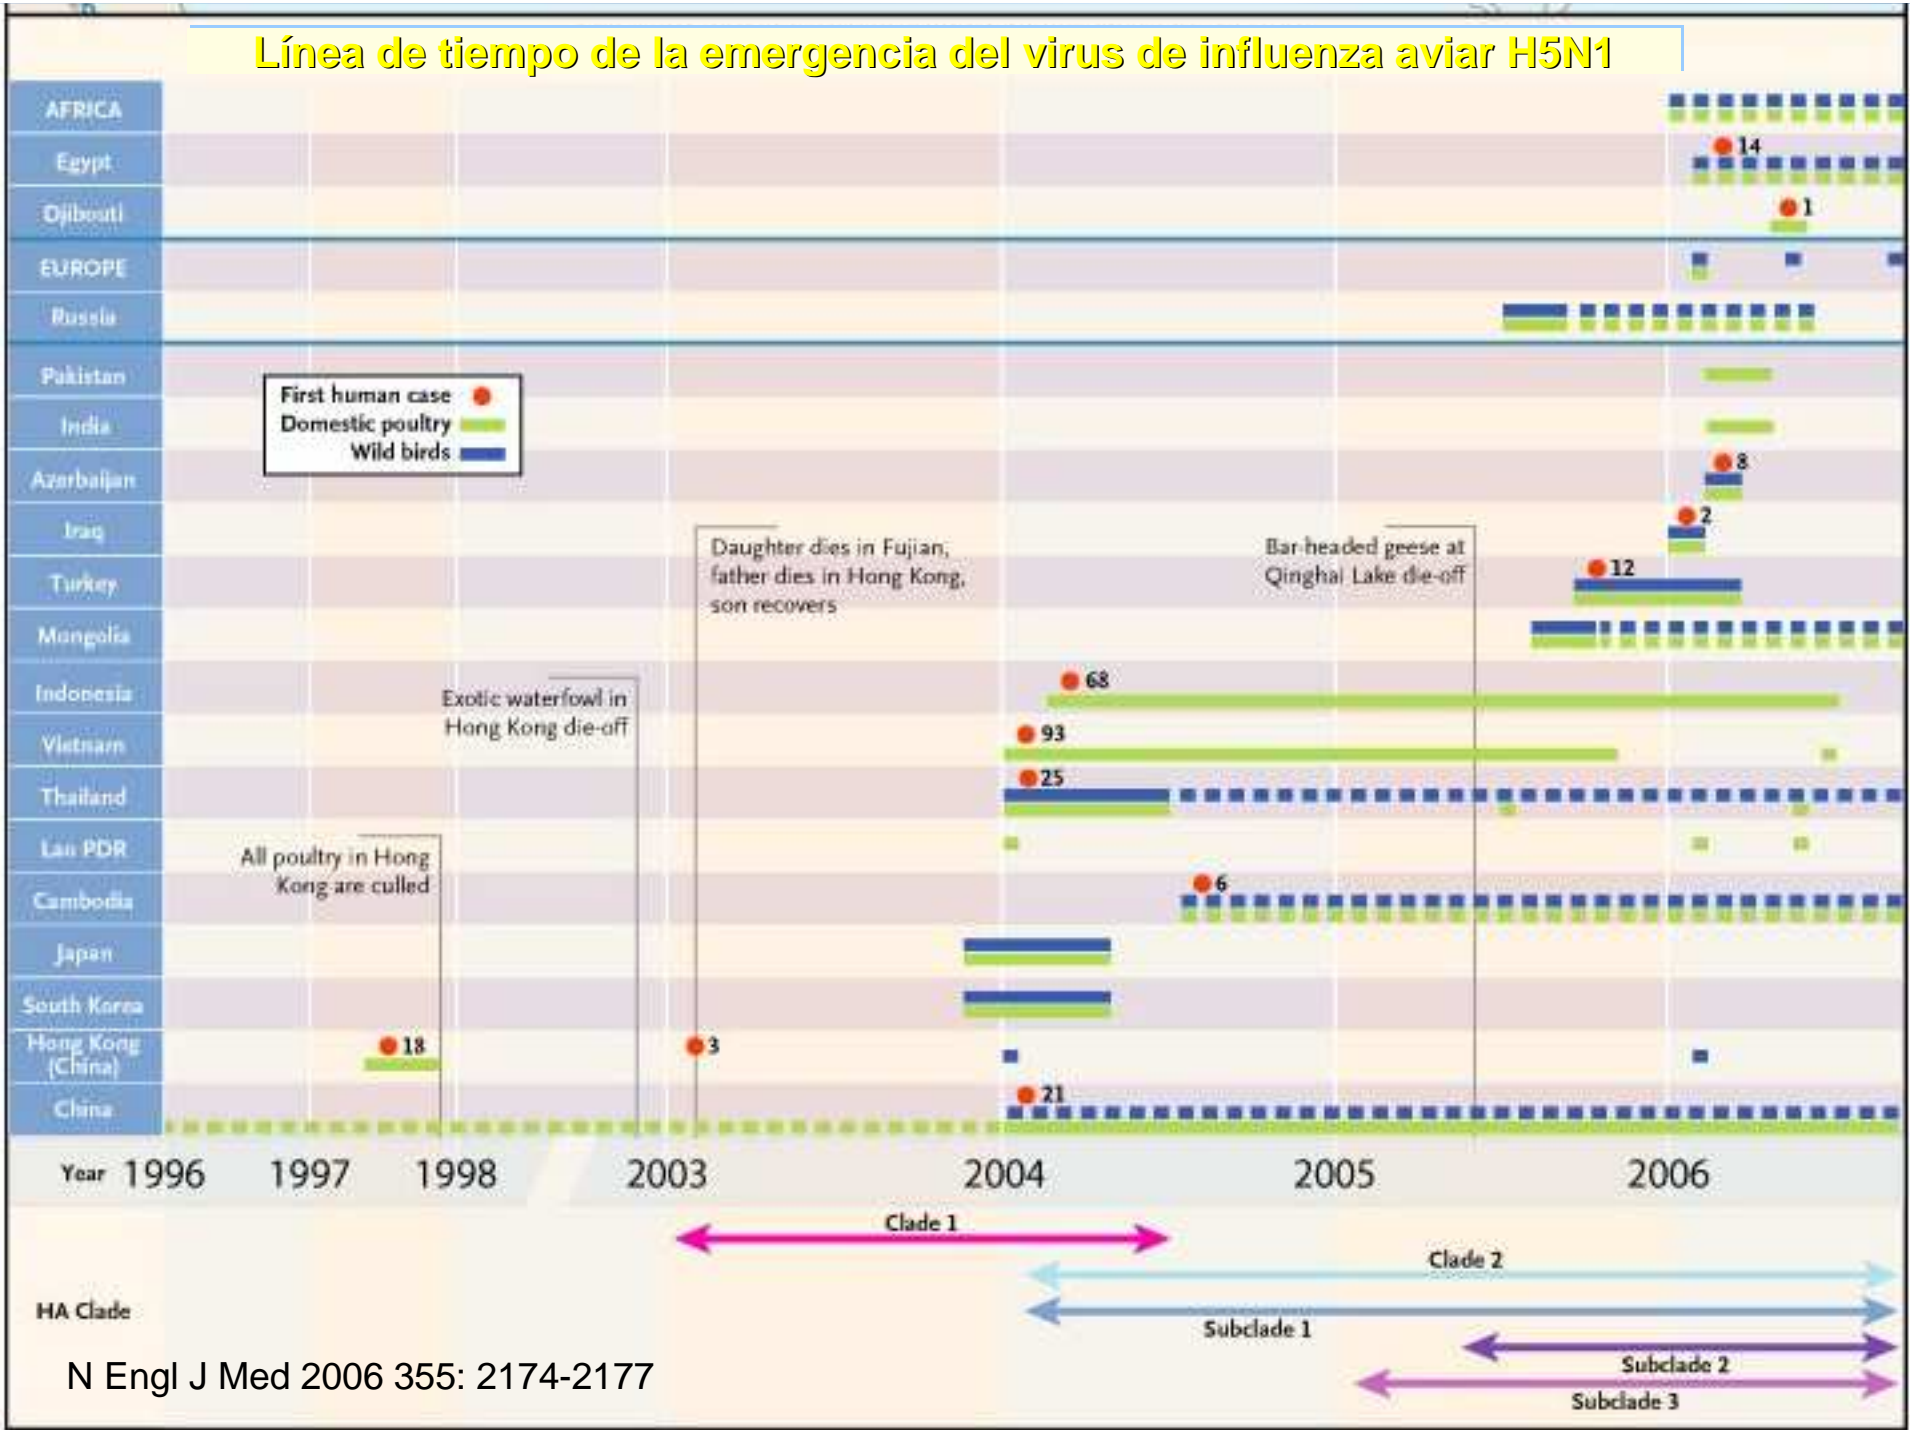 Línea de tiempo de la emergencia del virus de influenza aviar H5N1
AFRICA
Egypt
14
Djibouti
1
EUROPE
Russia
Pakistan
India
Azerbaijan
8
Iraq
2
Turkey
12
Mongolia
Indonesia
68
Vietnam
93
Thailand
25
Lao PDR
Cambodia
6
Japan
South Korea
Hong Kong
(China)
18
3
China
21
First human case
Domestic poultry
Wild birds
Daughter dies in Fujian,
father dies in Hong Kong,
son recovers
Bar-headed geese at
Qinghai Lake die-off
Exotic waterfowl in
Hong Kong die-off
All poultry in Hong
Kong are culled
Year 1996 1997 1998 2003 2004 2005 2006
Clade 1
Clade 2
HA Clade
Subclade 1
Subclade 2
Subclade 3
N Engl J Med 2006 355: 2174-2177